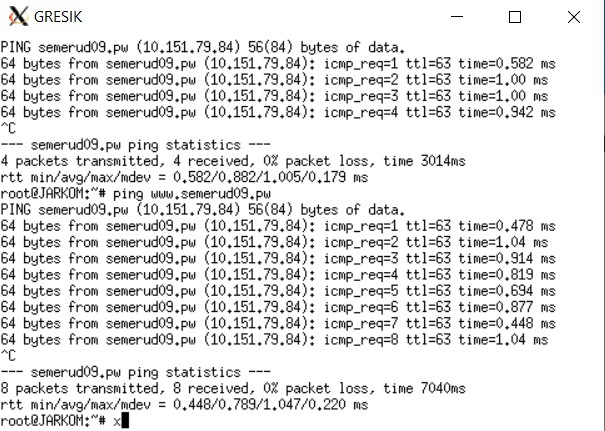 GRESIK
PING semerud09.pw (10.151.79.84) 56(84) bytes of data.
64 bytes from semerud09.pw (10.151.79.84): icmp_req=1 ttl=63 time=0.582 ms
64 bytes from semerud09.pw (10.151.79.84): icmp_req=2 ttl=63 time=1.00 ms
64 bytes from semerud09.pw (10.151.79.84): icmp_req=3 ttl=63 time=1.00 ms
64 bytes from semerud09.pw (10.151.79.84): icmp_req=4 ttl=63 time=0.942 ms
^C
--- semerud09.pw ping statistics ---
4 packets transmitted, 4 received, 0% packet loss, time 3014ms
rtt min/avg/max/mdev = 0.582/0.882/1.005/0.179 ms
root@JARKOM:~# ping www.semerud09.pw
PING semerud09.pw (10.151.79.84) 56(84) bytes of data.
64 bytes from semerud09.pw (10.151.79.84): icmp_req=1 ttl=63 time=0.478 ms
64 bytes from semerud09.pw (10.151.79.84): icmp_req=2 ttl=63 time=1.04 ms
64 bytes from semerud09.pw (10.151.79.84): icmp_req=3 ttl=63 time=0.914 ms
64 bytes from semerud09.pw (10.151.79.84): icmp_req=4 ttl=63 time=0.819 ms
64 bytes from semerud09.pw (10.151.79.84): icmp_req=5 ttl=63 time=0.694 ms
64 bytes from semerud09.pw (10.151.79.84): icmp_req=6 ttl=63 time=0.877 ms
64 bytes from semerud09.pw (10.151.79.84): icmp_req=7 ttl=63 time=0.448 ms
64 bytes from semerud09.pw (10.151.79.84): icmp_req=8 ttl=63 time=1.04 ms
^C
--- semerud09.pw ping statistics ---
8 packets transmitted, 8 received, 0% packet loss, time 7040ms
rtt min/avg/max/mdev = 0.448/0.789/1.047/0.220 ms
root@JARKOM:~# x